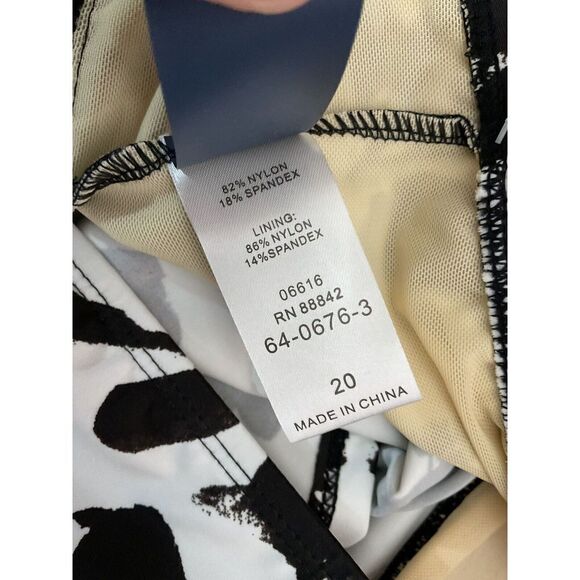 82% NYLON
18% SPANDEX
LINING:
86% NYLON
14%SPANDEX
06616
RN 88842
64-0676-3
20
MADE IN CHINA